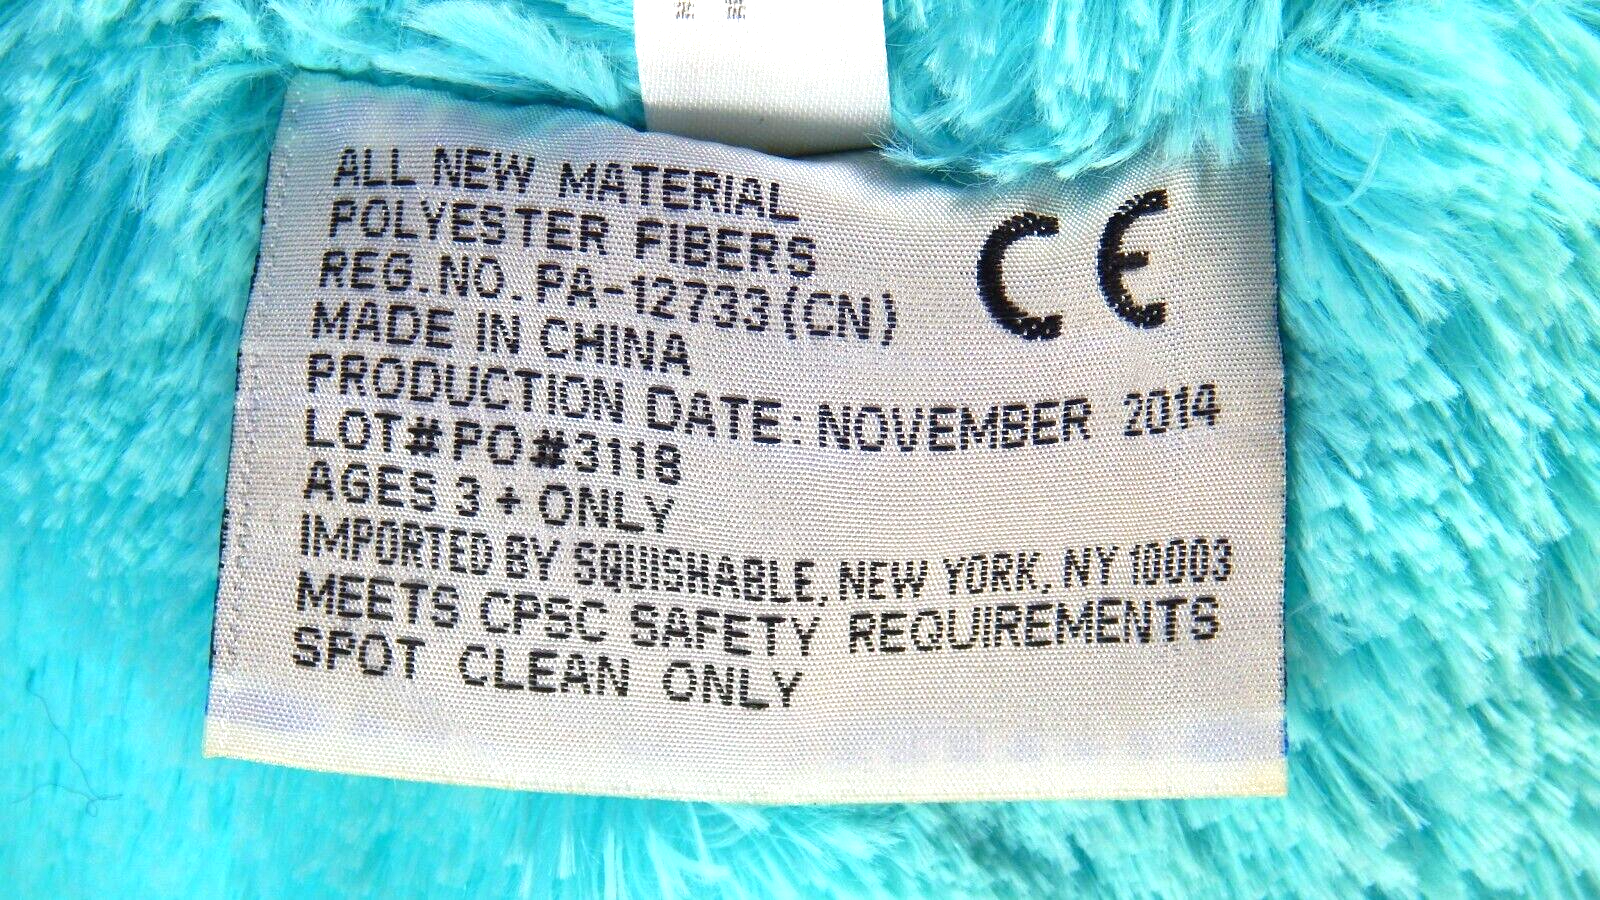 ALL NEW MATERIAL
POLYESTER FIBERS
REG.NO. PA-12733(CN)
MADE IN CHINA
PRODUCTION DATE: NOVEMBER 2014
LOT#PO#3118
AGES 3 + ONLY
IMPORTED BY SQUISHABLE, NEW YORK, NY 10003
MEETS CPSC SAFETY REQUIREMENTS
SPOT CLEAN ONLY
CE